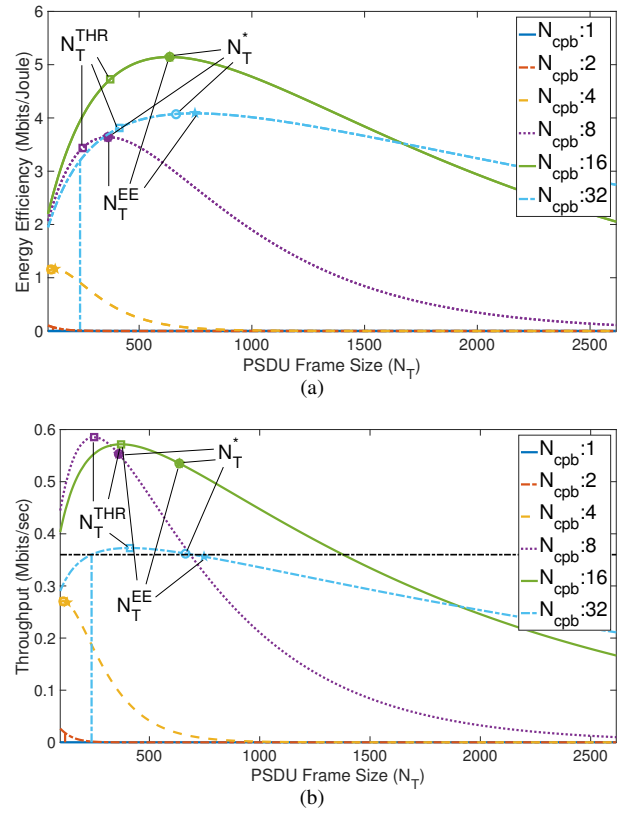 6
5
4
3
2
1
0
Energy Efficiency (Mbits/Joule)
N_T^THR
N_T^*
N_T^EE
N_cpb:1
N_cpb:2
N_cpb:4
N_cpb:8
N_cpb:16
N_cpb:32
500 1000 1500 2000 2500
PSDU Frame Size (N_T)
(a)
0.6
0.5
0.4
0.3
0.2
0.1
0
Throughput (Mbits/sec)
N_T^*
N_T^THR
N_T^EE
N_cpb:1
N_cpb:2
N_cpb:4
N_cpb:8
N_cpb:16
N_cpb:32
500 1000 1500 2000 2500
PSDU Frame Size (N_T)
(b)